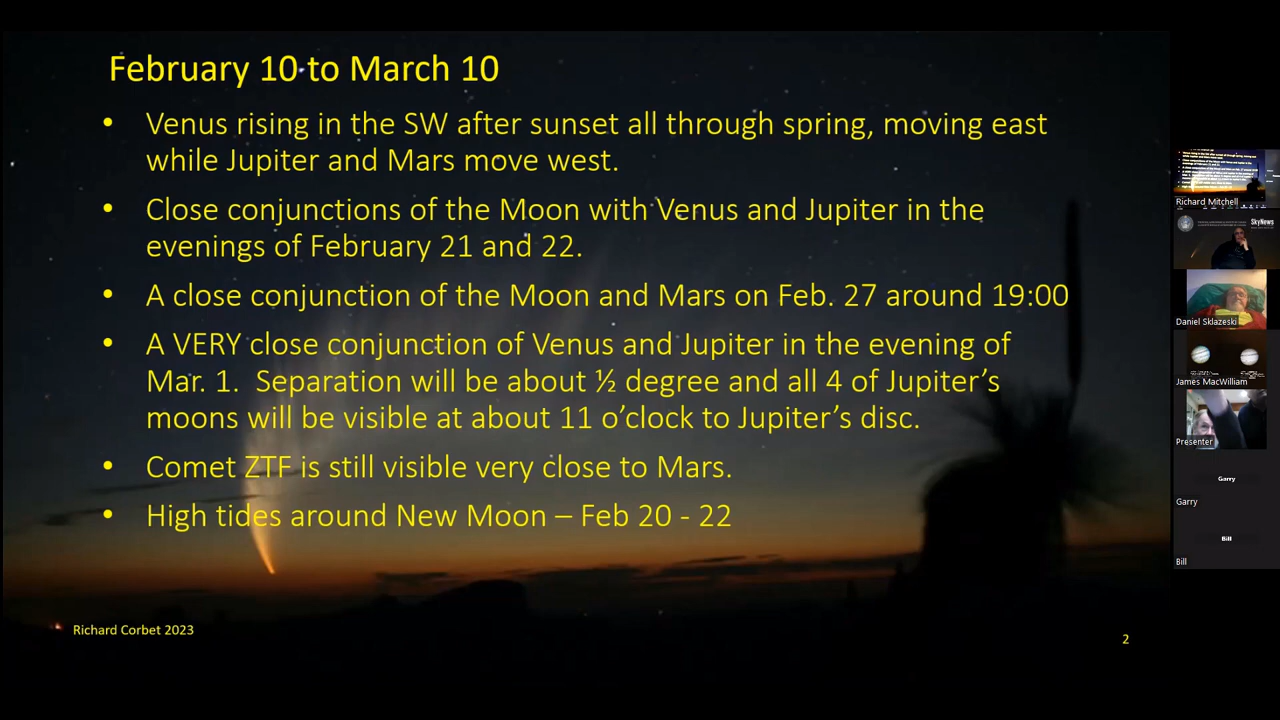 February 10 to March 10
• Venus rising in the SW after sunset all through spring, moving east
while Jupiter and Mars move west.
• Close conjunctions of the Moon with Venus and Jupiter in the
evenings of February 21 and 22.
• A close conjunction of the Moon and Mars on Feb. 27 around 19:00
• A VERY close conjunction of Venus and Jupiter in the evening of
Mar. 1.  Separation will be about ½ degree and all 4 of Jupiter’s
moons will be visible at about 11 o’clock to Jupiter’s disc.
• Comet ZTF is still visible very close to Mars.
• High tides around New Moon – Feb 20 - 22
Richard Corbet 2023
2
Richard Mitchell
SkyNews
Daniel Sklazeski
James MacWilliam
Presenter
Garry
Garry
Bill
Bill